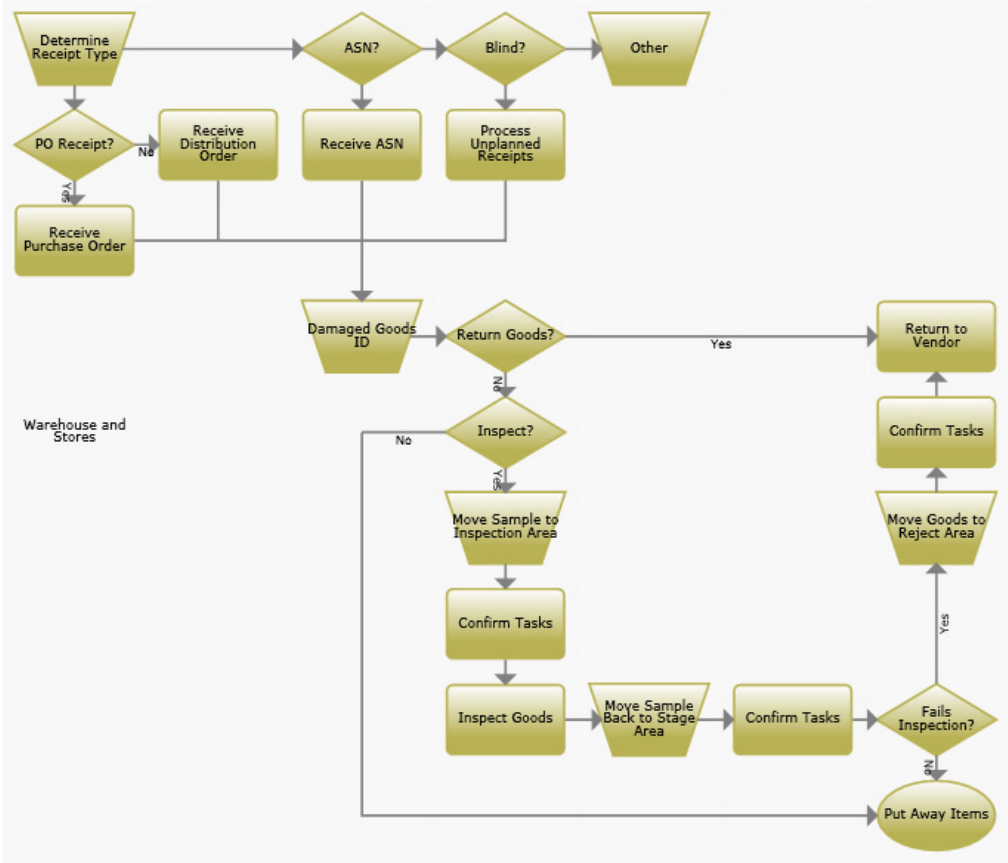 Determine
Receipt Type
ASN?
Blind?
Other
PO Receipt?
No
Receive
Distribution
Order
Receive ASN
Process
Unplanned
Receipts
Yes
Receive
Purchase Order
Damaged Goods
ID
Return Goods?
Yes
Return to
Vendor
No
Warehouse and
Stores
Inspect?
No
Confirm Tasks
Yes
Move Sample to
Inspection Area
Move Goods to
Reject Area
Confirm Tasks
Yes
Inspect Goods
Move Sample
Back to Stage
Area
Confirm Tasks
Fails
Inspection?
No
Put Away Items